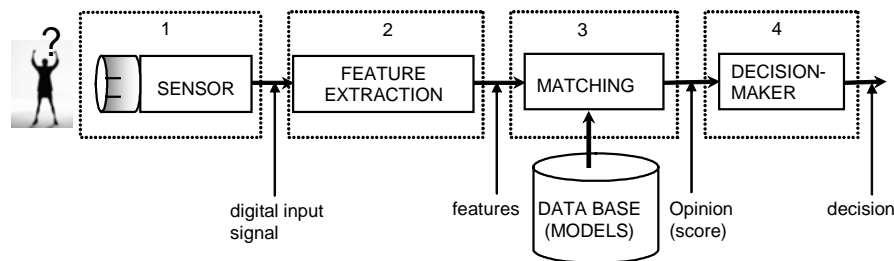 ?
1
2
3
4
SENSOR
FEATURE
EXTRACTION
MATCHING
DECISION-
MAKER
digital input
signal
features
DATA BASE
(MODELS)
Opinion
(score)
decision